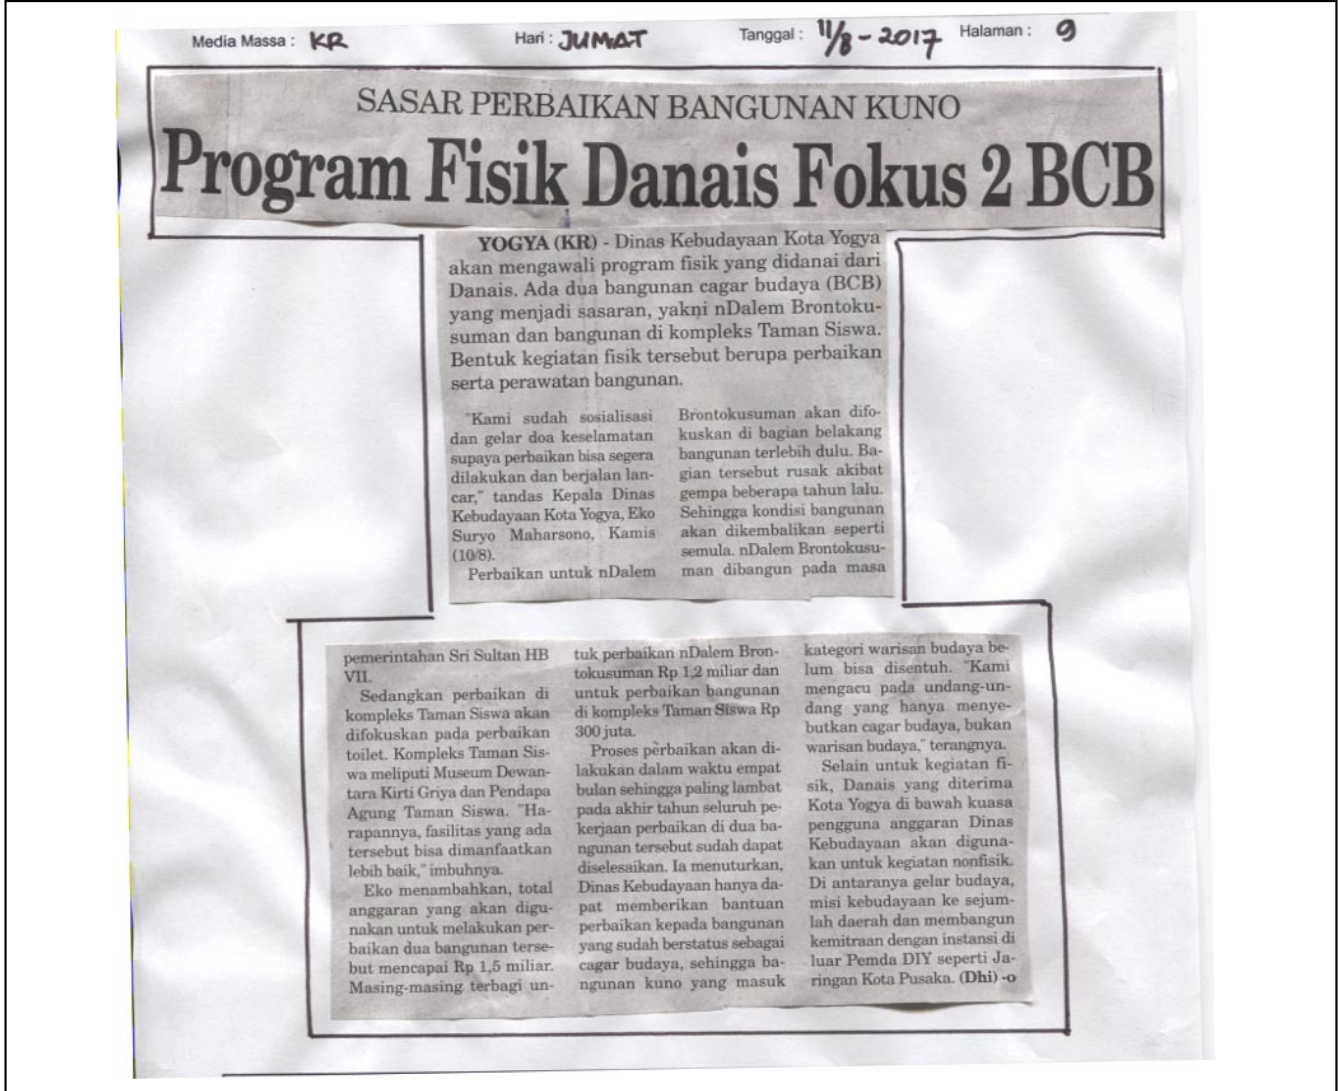 Media Massa : KR Hari : JUMAT Tanggal : 11/8 - 2017 Halaman : 9
SASAR PERBAIKAN BANGUNAN KUNO
Program Fisik Danais Fokus 2 BCB
YOGYA (KR) - Dinas Kebudayaan Kota Yogya
akan mengawali program fisik yang didanai dari
Danais. Ada dua bangunan cagar budaya (BCB)
yang menjadi sasaran, yakni nDalem Brontoku-
suman dan bangunan di kompleks Taman Siswa.
Bentuk kegiatan fisik tersebut berupa perbaikan
serta perawatan bangunan.
"Kami sudah sosialisasi
dan gelar doa keselamatan
supaya perbaikan bisa segera
dilakukan dan berjalan lan-
car," tandas Kepala Dinas
Kebudayaan Kota Yogya, Eko
Suryo Maharsono, Kamis
(10/8).
Perbaikan untuk nDalem
Brontokusuman akan difo-
kuskan di bagian belakang
bangunan terlebih dulu. Ba-
gian tersebut rusak akibat
gempa beberapa tahun lalu.
Sehingga kondisi bangunan
akan dikembalikan seperti
semula. nDalem Brontokusu-
man dibangun pada masa
pemerintahan Sri Sultan HB
VII.
Sedangkan perbaikan di
kompleks Taman Siswa akan
difokuskan pada perbaikan
toilet. Kompleks Taman Sis-
wa meliputi Museum Dewan-
tara Kirti Griya dan Pendapa
Agung Taman Siswa. "Ha-
rapannya, fasilitas yang ada
tersebut bisa dimanfaatkan
lebih baik," imbuhnya.
Eko menambahkan, total
anggaran yang akan digu-
nakan untuk melakukan per-
baikan dua bangunan terse-
but mencapai Rp 1,5 miliar.
Masing-masing terbagi un-
tuk perbaikan nDalem Bron-
tokusuman Rp 1,2 miliar dan
untuk perbaikan bangunan
di kompleks Taman Siswa Rp
300 juta.
Proses perbaikan akan di-
lakukan dalam waktu empat
bulan sehingga paling lambat
pada akhir tahun seluruh pe-
kerjaan perbaikan di dua ba-
ngunan tersebut sudah dapat
diselesaikan. Ia menuturkan,
Dinas Kebudayaan hanya da-
pat memberikan bantuan
perbaikan kepada bangunan
yang sudah berstatus sebagai
cagar budaya, sehingga ba-
ngunan kuno yang masuk
kategori warisan budaya be-
lum bisa disentuh. "Kami
mengacu pada undang-un-
dang yang hanya menye-
butkan cagar budaya, bukan
warisan budaya," terangnya.
Selain untuk kegiatan fi-
sik, Danais yang diterima
Kota Yogya di bawah kuasa
pengguna anggaran Dinas
Kebudayaan akan diguna-
kan untuk kegiatan nonfisik.
Di antaranya gelar budaya,
misi kebudayaan ke sejum-
lah daerah dan membangun
kemitraan dengan instansi di
luar Pemda DIY seperti Ja-
ringan Kota Pusaka. (Dhi) -o